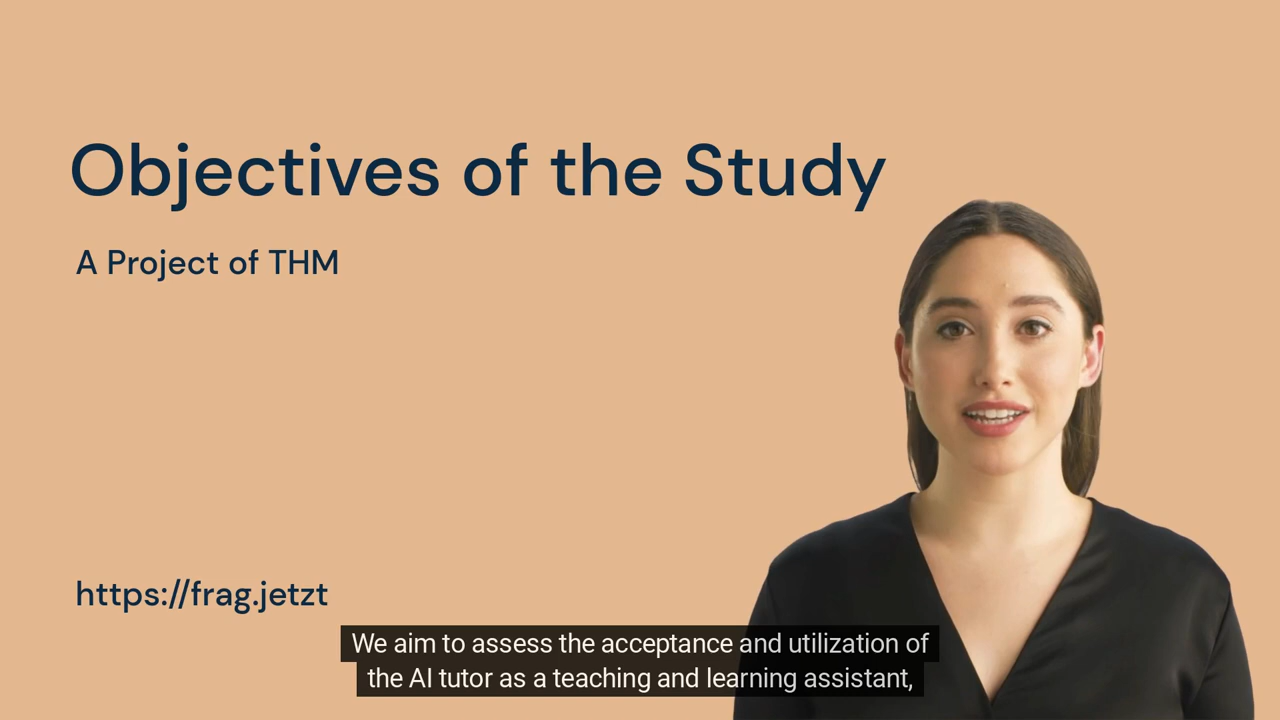 Objectives of the Study
A Project of THM
https://frag.jetzt
We aim to assess the acceptance and utilization of
the AI tutor as a teaching and learning assistant,